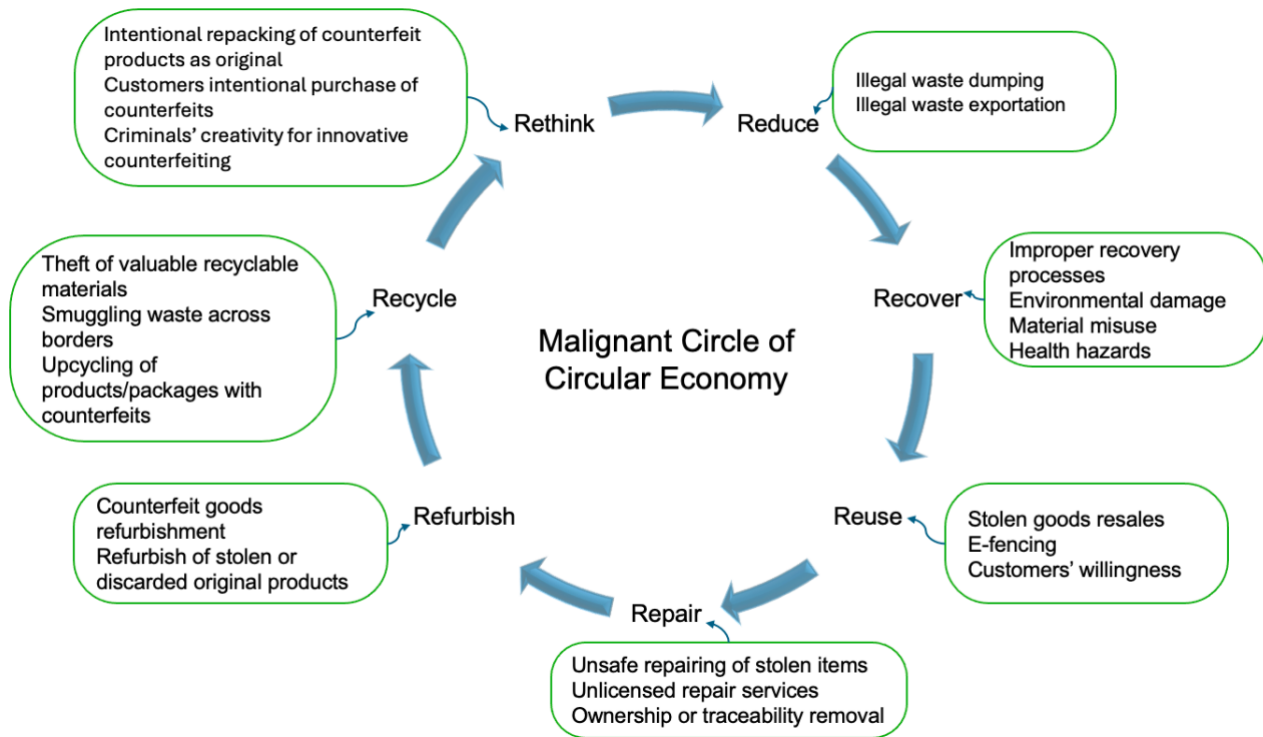 Intentional repacking of counterfeit
products as original
Customers intentional purchase of
counterfeits
Criminals’ creativity for innovative
counterfeiting
Rethink
Reduce
Illegal waste dumping
Illegal waste exportation
Theft of valuable recyclable
materials
Smuggling waste across
borders
Upcycling of
products/packages with
counterfeits
Recycle
Malignant Circle of
Circular Economy
Recover
Improper recovery
processes
Environmental damage
Material misuse
Health hazards
Counterfeit goods
refurbishment
Refurbish of stolen or
discarded original products
Refurbish
Reuse
Stolen goods resales
E-fencing
Customers’ willingness
Repair
Unsafe repairing of stolen items
Unlicensed repair services
Ownership or traceability removal